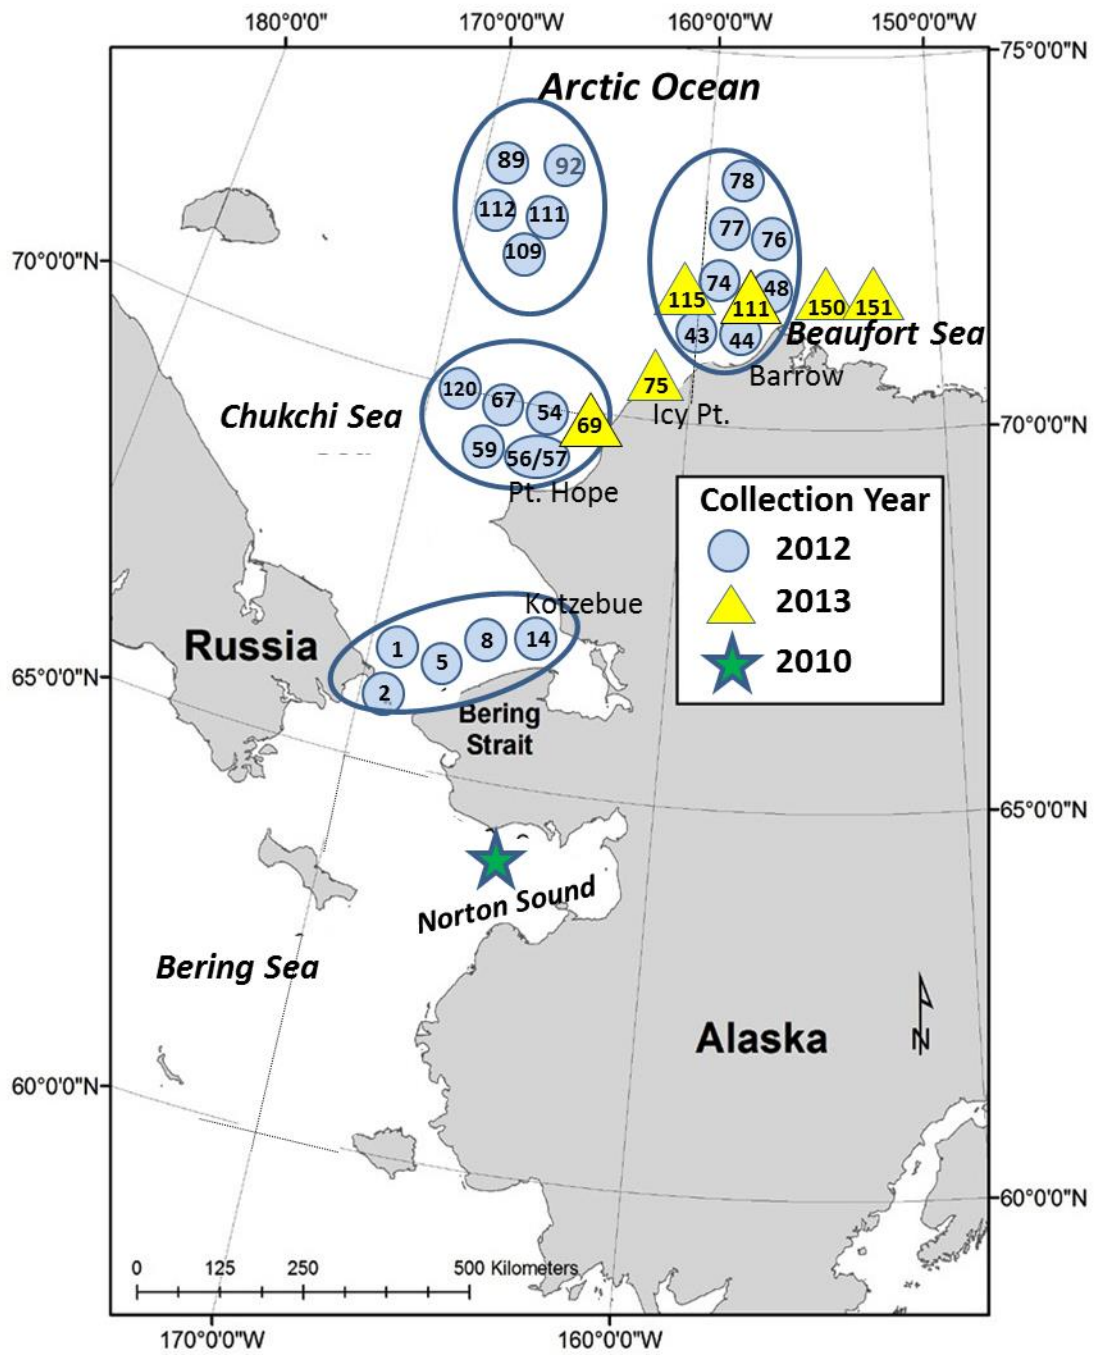 180°0'0"
170°0'0"W
160°0'0"W
150°0'0"W
75°0'0"N
Arctic Ocean
89
92
78
112
111
77
76
109
70°0'0"N
74
48
115
111
150
151
43
44
Beaufort Sea
Barrow
75
120
67
54
Icy Pt.
Chukchi Sea
69
70°0'0"N
59
56/57
Pt. Hope
Collection Year
2012
2013
2010
Kotzebue
Russia
1
5
8
14
65°0'0"N
2
Bering
Strait
65°0'0"N
Norton Sound
Bering Sea
N
Alaska
60°0'0"N
60°0'0"N
0 125 250 500 Kilometers
170°0'0"W
160°0'0"W